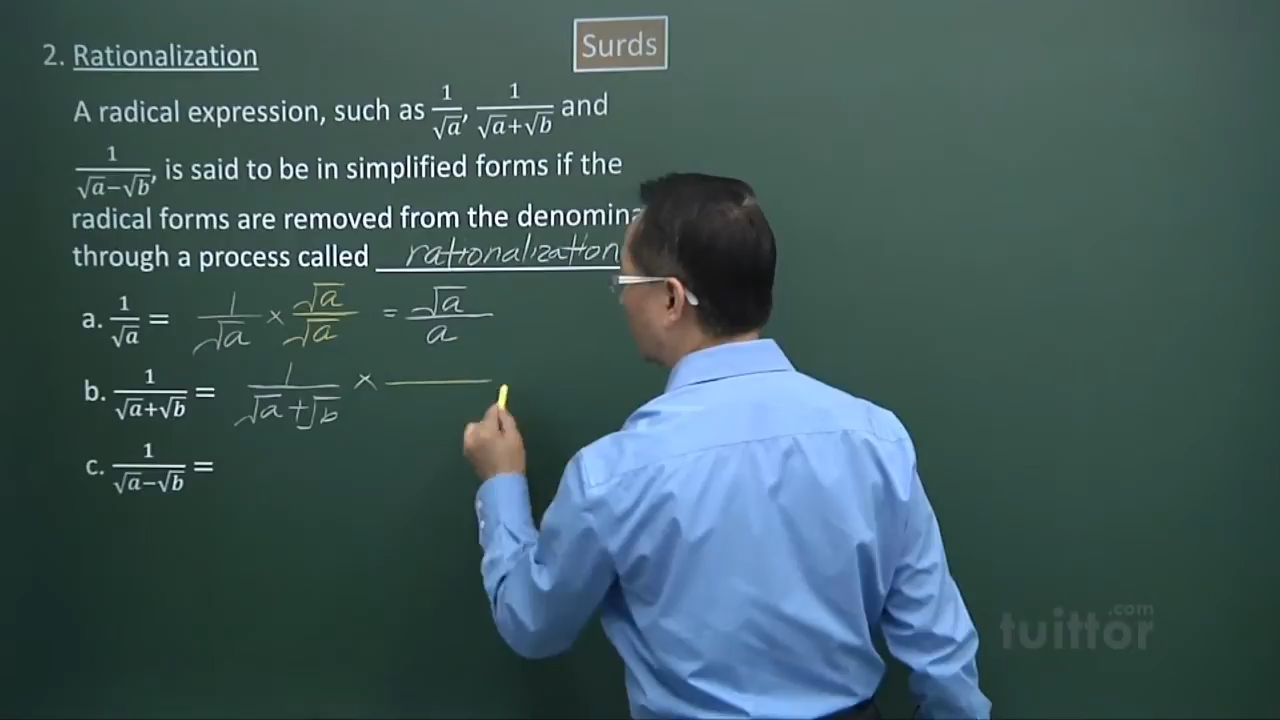 Surds
2. Rationalization
A radical expression, such as 1/√a, 1/(√a+√b) and
1/(√a−√b), is said to be in simplified forms if the
radical forms are removed from the denomina
through a process called rationalization
a. 1/√a = 1/√a × √a/√a = √a/a
b. 1/(√a+√b) = 1/(√a+√b) ×
c. 1/(√a−√b) =
tuittor.com